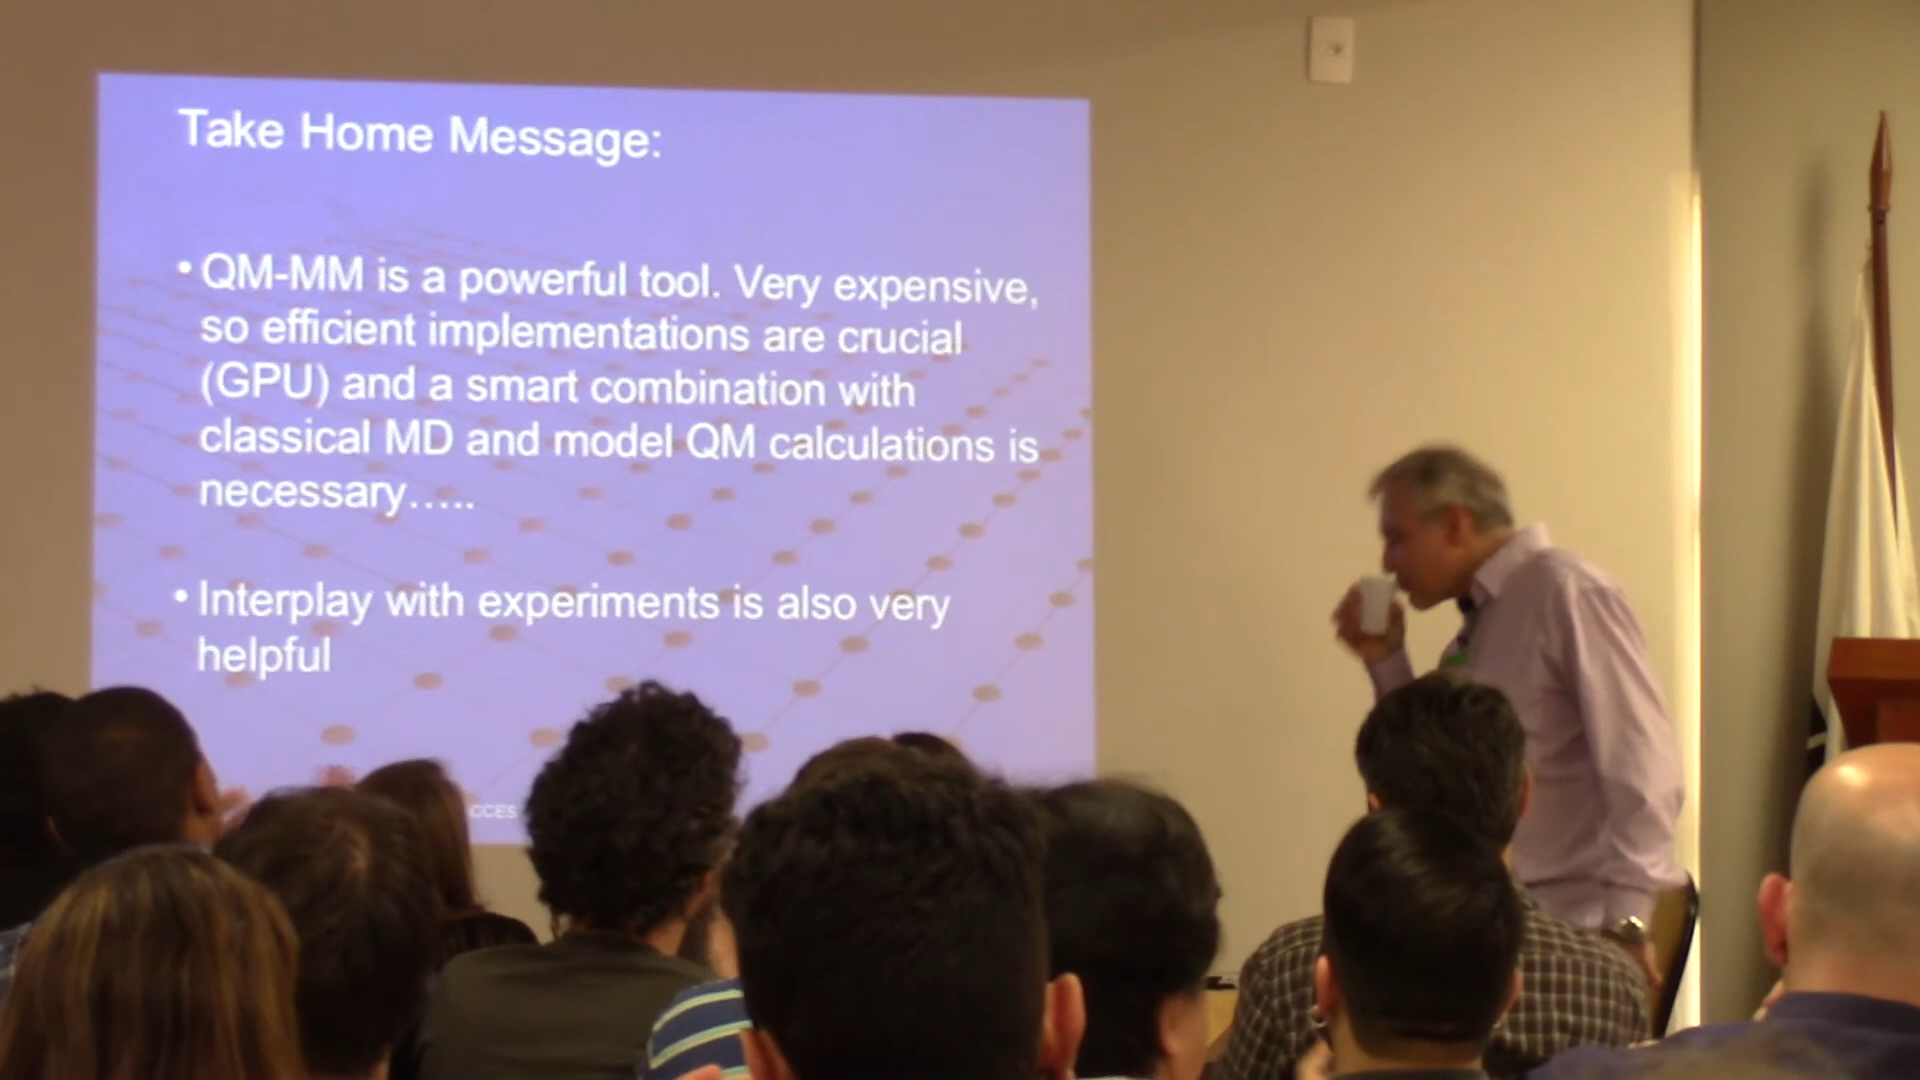 Take Home Message:
• QM-MM is a powerful tool. Very expensive,
so efficient implementations are crucial
(GPU) and a smart combination with
classical MD and model QM calculations is
necessary…..
• Interplay with experiments is also very
helpful
CCES